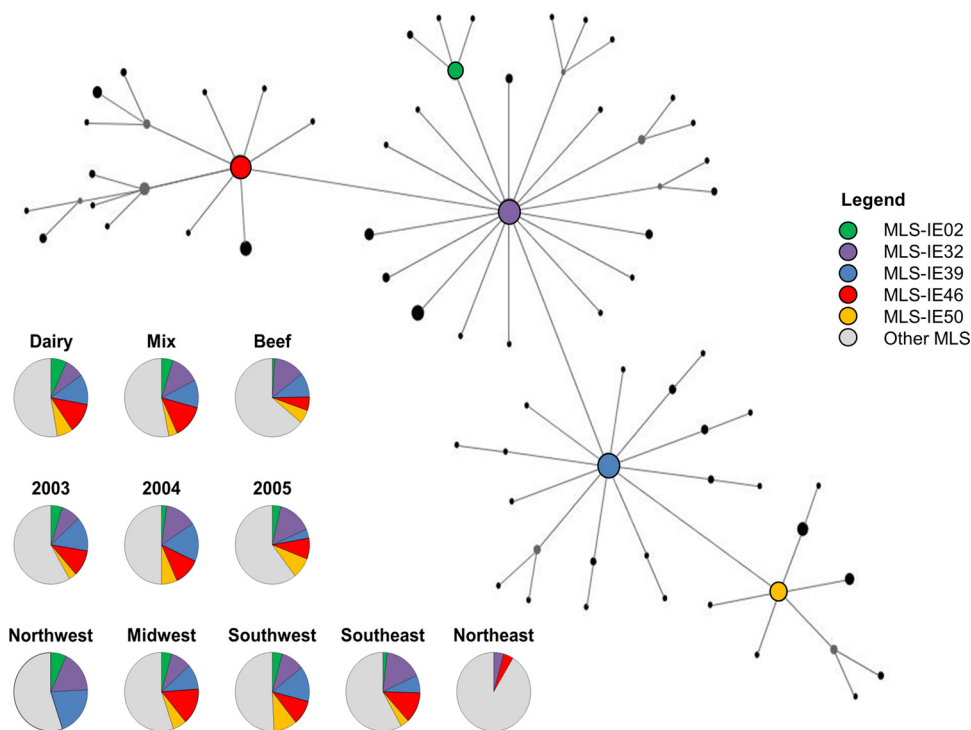 Legend
MLS-IE02
MLS-IE32
MLS-IE39
MLS-IE46
MLS-IE50
Other MLS
Dairy Mix Beef
2003 2004 2005
Northwest Midwest Southwest Southeast Northeast